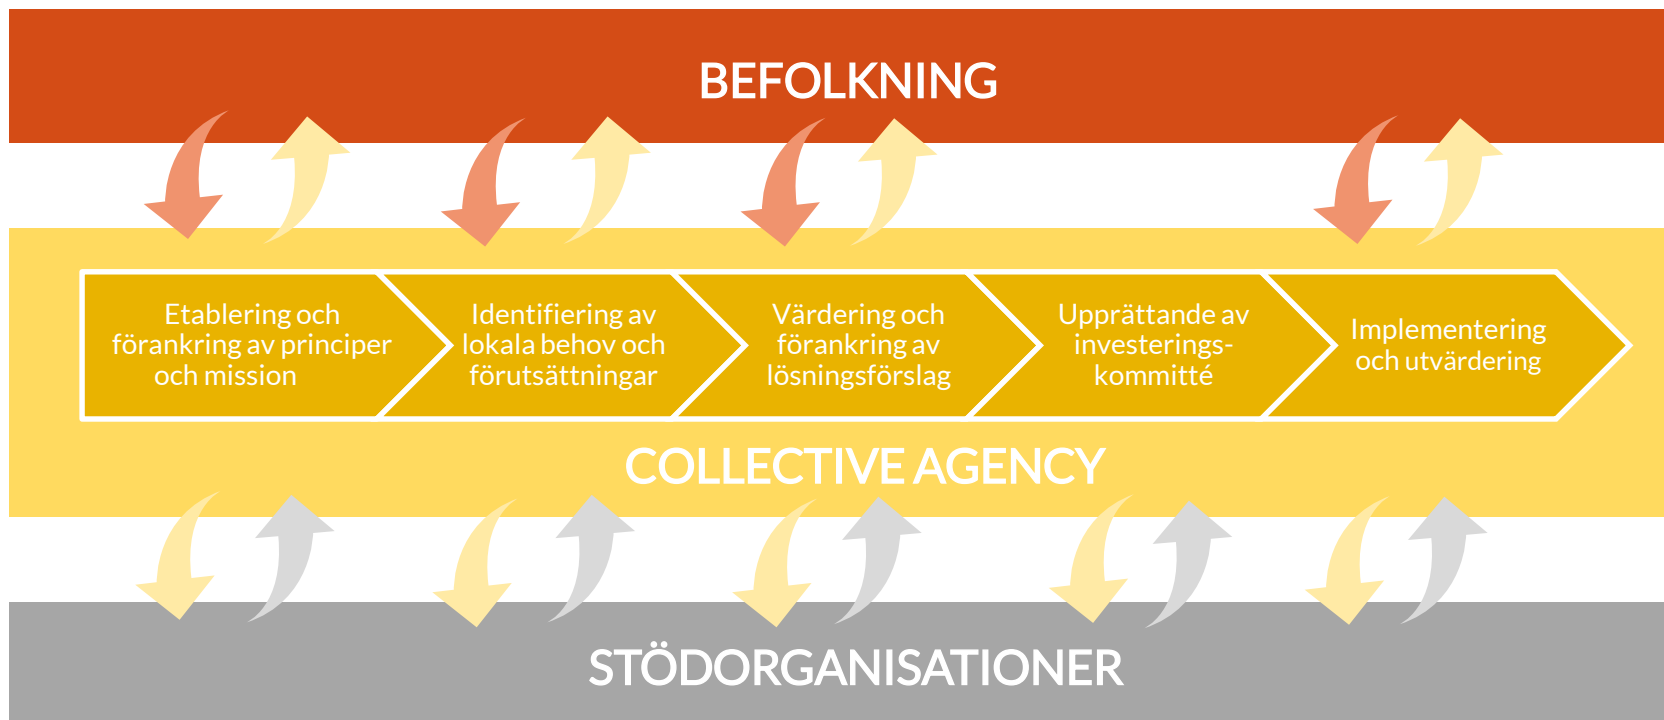 BEFOLKNING
Etablering och
förankring av principer
och mission
Identifiering av
lokala behov och
förutsättningar
Värdering och
förankring av
lösningsförslag
Upprättande av
investerings-
kommitté
Implementering
och utvärdering
COLLECTIVE AGENCY
STÖDORGANISATIONER